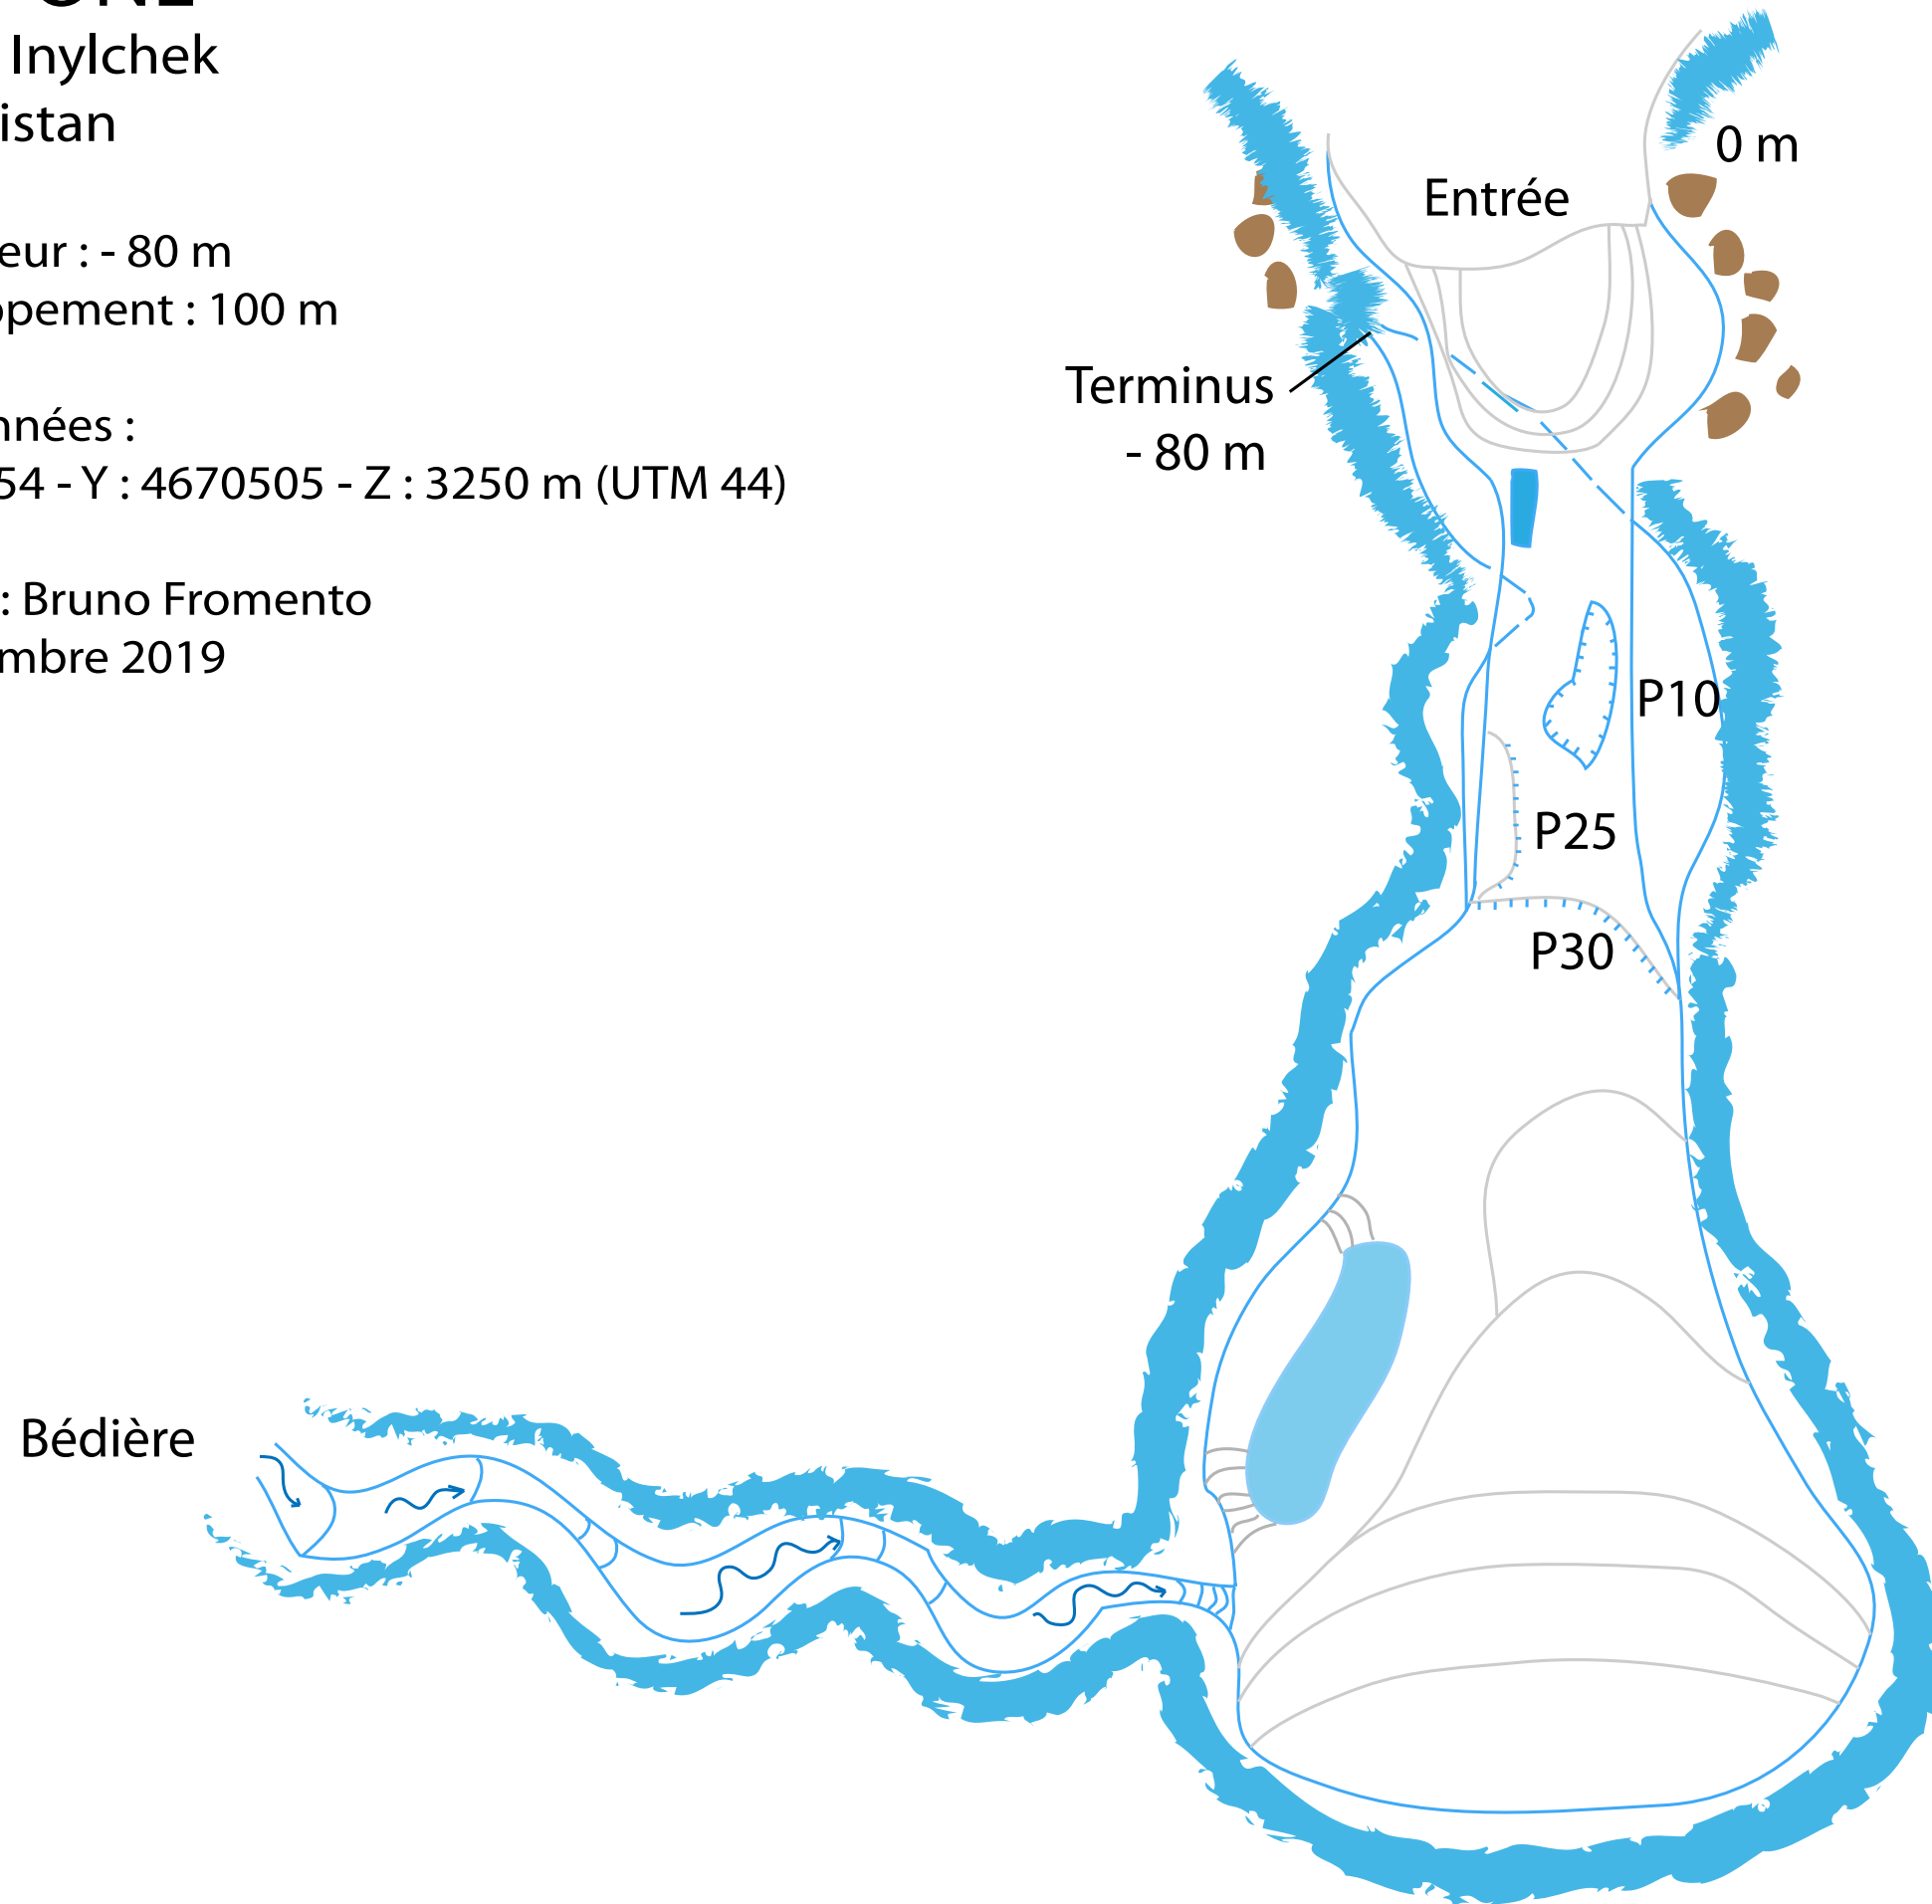 ONE
Inylchek
istan
eur : - 80 m
ppement : 100 m
nnées :
54 - Y : 4670505 - Z : 3250 m (UTM 44)
: Bruno Fromento
mbre 2019
0 m
Entrée
Terminus
- 80 m
P10
P25
P30
Bédière